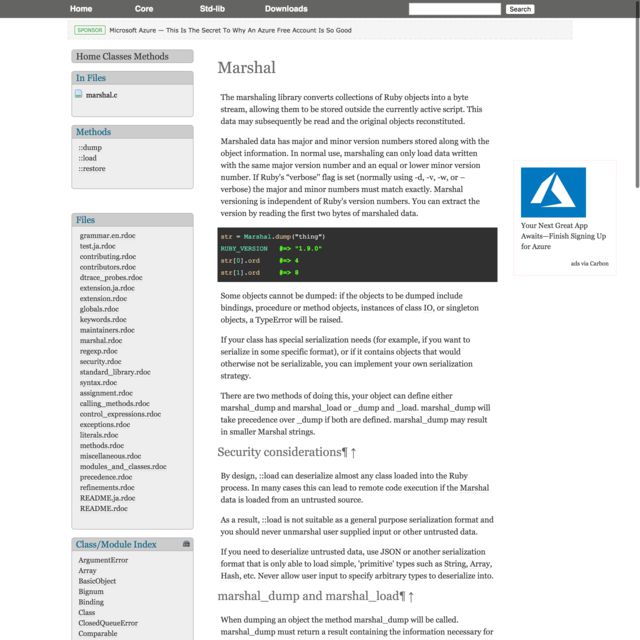 Home Core Std-lib Downloads Search
SPONSOR Microsoft Azure — This Is The Secret To Why An Azure Free Account Is So Good
Home Classes Methods
In Files
marshal.c
Methods
::dump
::load
::restore
Files
grammar.en.rdoc
test.ja.rdoc
contributing.rdoc
contributors.rdoc
dtrace_probes.rdoc
extension.ja.rdoc
extension.rdoc
globals.rdoc
keywords.rdoc
maintainers.rdoc
marshal.rdoc
regexp.rdoc
security.rdoc
standard_library.rdoc
syntax.rdoc
assignment.rdoc
calling_methods.rdoc
control_expressions.rdoc
exceptions.rdoc
literals.rdoc
methods.rdoc
miscellaneous.rdoc
modules_and_classes.rdoc
precedence.rdoc
refinements.rdoc
README.ja.rdoc
README.rdoc
Class/Module Index
ArgumentError
Array
BasicObject
Bignum
Binding
Class
ClosedQueueError
Comparable
Marshal
The marshaling library converts collections of Ruby objects into a byte
stream, allowing them to be stored outside the currently active script. This
data may subsequently be read and the original objects reconstituted.
Marshaled data has major and minor version numbers stored along with the
object information. In normal use, marshaling can only load data written
with the same major version number and an equal or lower minor version
number. If Ruby's “verbose” flag is set (normally using -d, -v, -w, or –
verbose) the major and minor numbers must match exactly. Marshal
versioning is independent of Ruby's version numbers. You can extract the
version by reading the first two bytes of marshaled data.
str = Marshal.dump("thing")
RUBY_VERSION #=> "1.9.0"
str[0].ord #=> 4
str[1].ord #=> 8
Some objects cannot be dumped: if the objects to be dumped include
bindings, procedure or method objects, instances of class IO, or singleton
objects, a TypeError will be raised.
If your class has special serialization needs (for example, if you want to
serialize in some specific format), or if it contains objects that would
otherwise not be serializable, you can implement your own serialization
strategy.
There are two methods of doing this, your object can define either
marshal_dump and marshal_load or _dump and _load. marshal_dump will
take precedence over _dump if both are defined. marshal_dump may result
in smaller Marshal strings.
Security considerations¶ ↑
By design, ::load can deserialize almost any class loaded into the Ruby
process. In many cases this can lead to remote code execution if the Marshal
data is loaded from an untrusted source.
As a result, ::load is not suitable as a general purpose serialization format and
you should never unmarshal user supplied input or other untrusted data.
If you need to deserialize untrusted data, use JSON or another serialization
format that is only able to load simple, 'primitive' types such as String, Array,
Hash, etc. Never allow user input to specify arbitrary types to deserialize into.
marshal_dump and marshal_load¶ ↑
When dumping an object the method marshal_dump will be called.
marshal_dump must return a result containing the information necessary for
Your Next Great App
Awaits—Finish Signing Up
for Azure
ads via Carbon